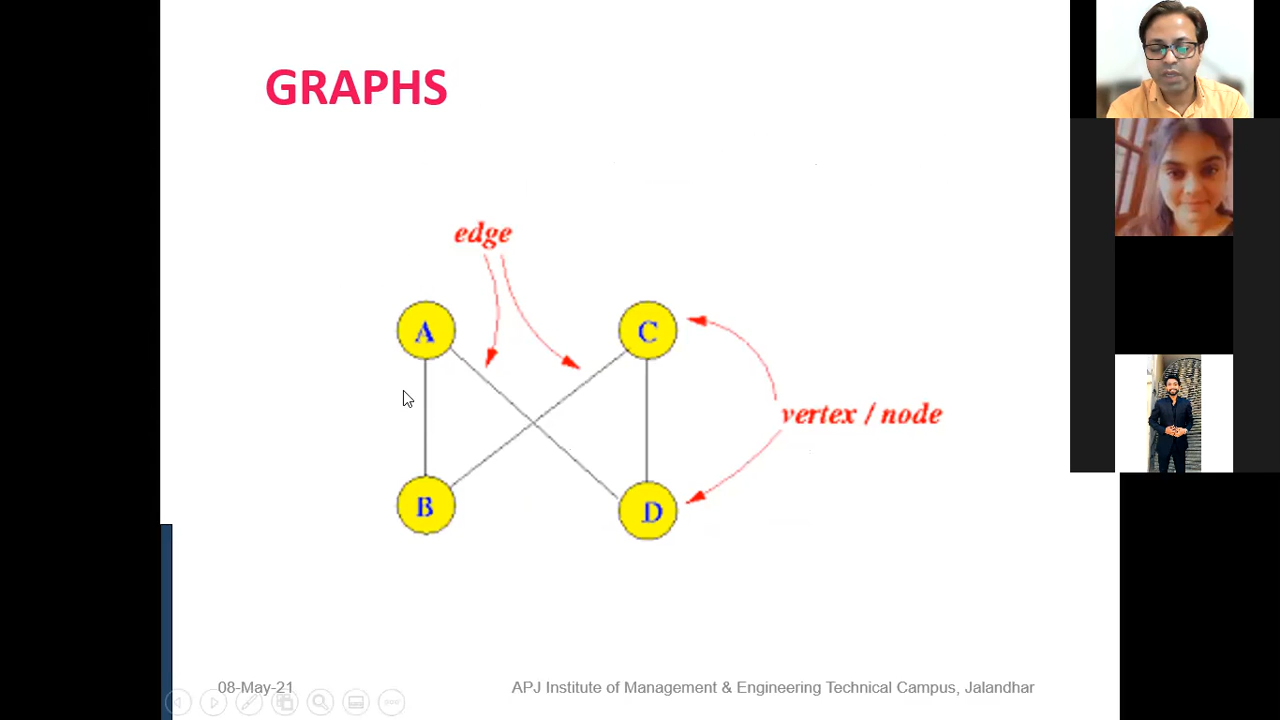 GRAPHS
edge
A
C
vertex / node
B
D
08-May-21
APJ Institute of Management & Engineering Technical Campus, Jalandhar